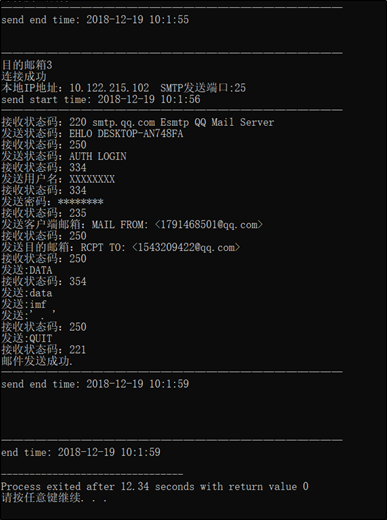 send end time: 2018-12-19 10:1:55
目的邮箱3
连接成功
本地IP地址: 10.122.215.102  SMTP发送端口:25
send start time: 2018-12-19 10:1:56
接收状态码: 220 smtp.qq.com Esmtp QQ Mail Server
发送状态码: EHLO DESKTOP-AN748FA
接收状态码: 250
发送状态码: AUTH LOGIN
接收状态码: 334
发送用户名: XXXXXXXX
接收状态码: 334
发送密码: ********
接收状态码: 235
发送客户端邮箱: MAIL FROM: <1791468501@qq.com>
接收状态码: 250
发送目的邮箱: RCPT TO: <1543209422@qq.com>
接收状态码: 250
发送:DATA
接收状态码: 354
发送:data
发送:imf
发送:' . '
接收状态码: 250
发送:QUIT
接收状态码: 221
邮件发送成功.
send end time: 2018-12-19 10:1:59
end time: 2018-12-19 10:1:59
--------------------------------
Process exited after 12.34 seconds with return value 0
请按任意键继续. . .